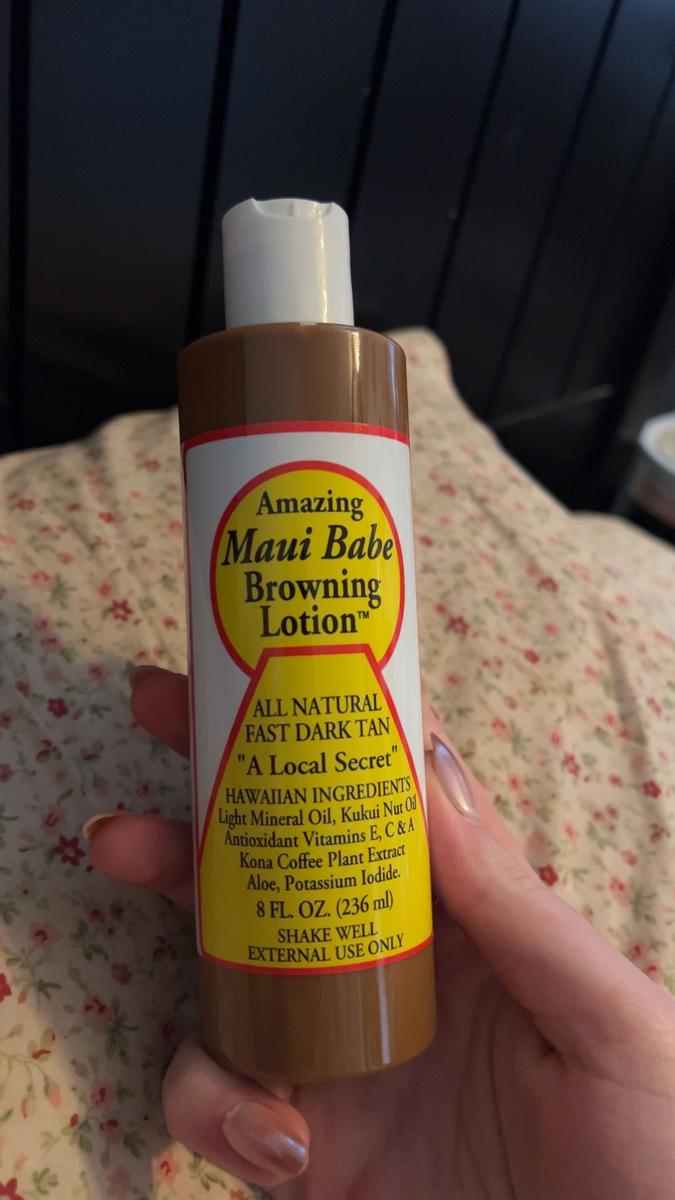 Amazing
Maui Babe
Browning
Lotion™
ALL NATURAL
FAST DARK TAN
"A Local Secret"
HAWAIIAN INGREDIENTS
Light Mineral Oil, Kukui Nut Oil
Antioxidant Vitamins E, C & A
Kona Coffee Plant Extract
Aloe, Potassium Iodide.
8 FL. OZ. (236 ml)
SHAKE WELL
EXTERNAL USE ONLY